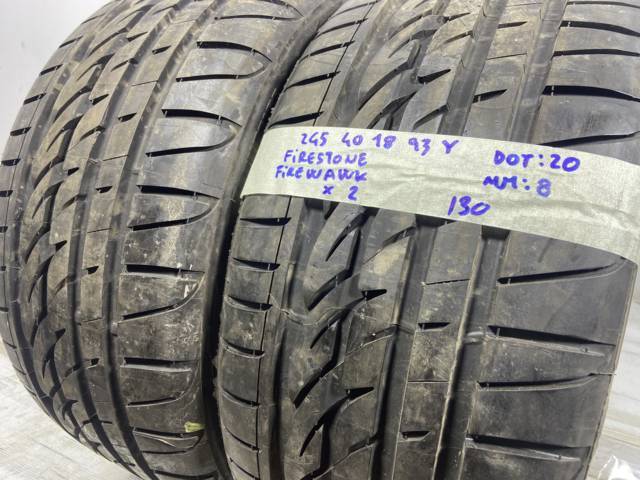 245 40 18 93 Y DOT: 20
FIRESTONE
FIREWAWK MM: 8
x 2 130